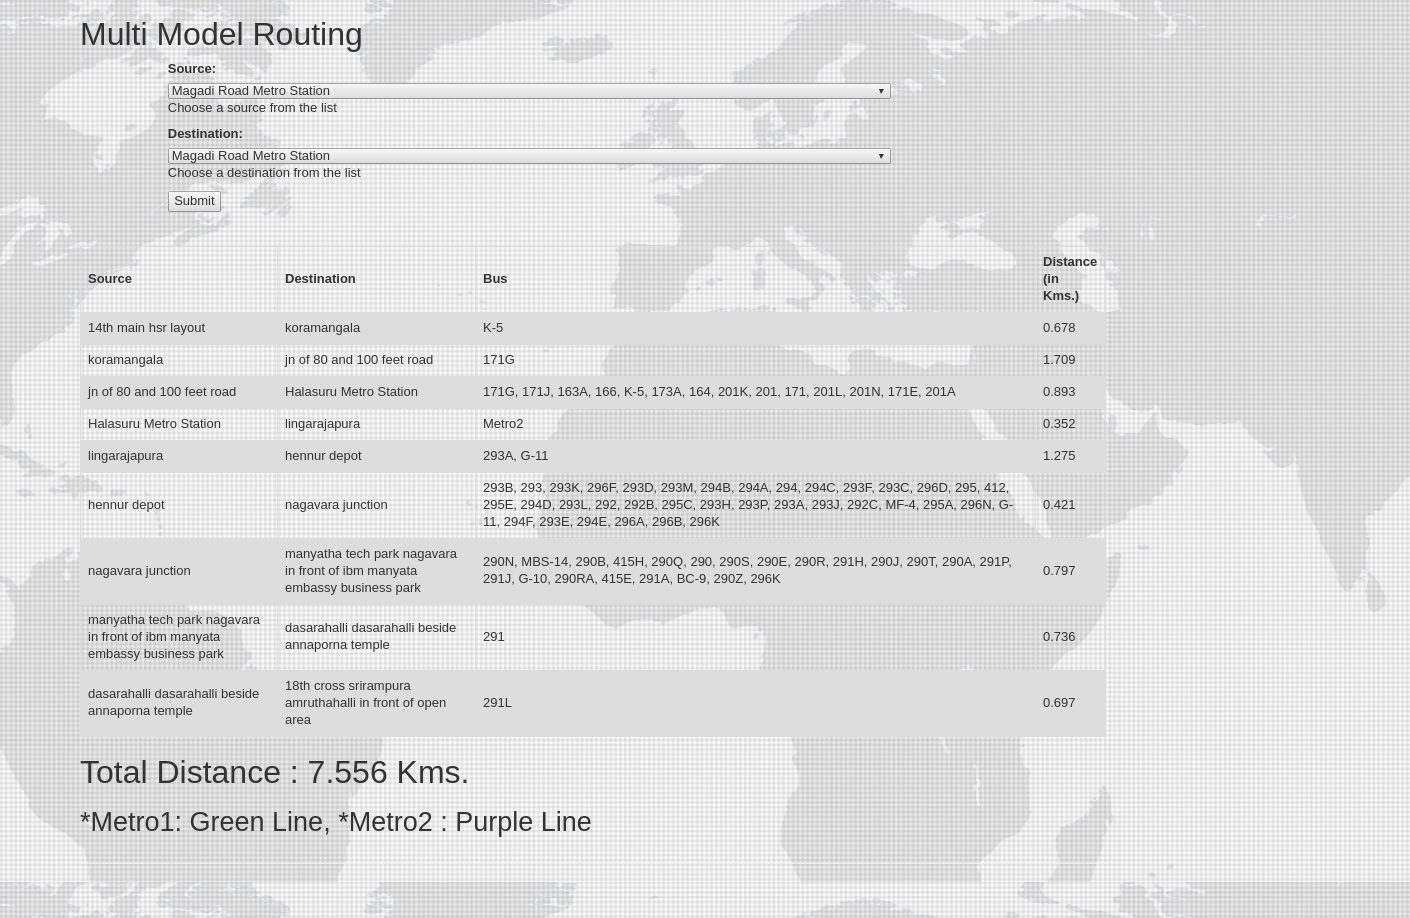 Multi Model Routing
Source:
Magadi Road Metro Station
Choose a source from the list
Destination:
Magadi Road Metro Station
Choose a destination from the list
Submit
Source Destination Bus Distance
(in
Kms.)
14th main hsr layout koramangala K-5 0.678
koramangala jn of 80 and 100 feet road 171G 1.709
jn of 80 and 100 feet road Halasuru Metro Station 171G, 171J, 163A, 166, K-5, 173A, 164, 201K, 201, 171, 201L, 201N, 171E, 201A 0.893
Halasuru Metro Station lingarajapura Metro2 0.352
lingarajapura hennur depot 293A, G-11 1.275
293B, 293, 293K, 296F, 293D, 293M, 294B, 294A, 294, 294C, 293F, 293C, 296D, 295, 412,
hennur depot nagavara junction 295E, 294D, 293L, 292, 292B, 295C, 293H, 293P, 293A, 293J, 292C, MF-4, 295A, 296N, G- 0.421
11, 294F, 293E, 294E, 296A, 296B, 296K
manyatha tech park nagavara
nagavara junction in front of ibm manyata 290N, MBS-14, 290B, 415H, 290Q, 290, 290S, 290E, 290R, 291H, 290J, 290T, 290A, 291P, 0.797
embassy business park 291J, G-10, 290RA, 415E, 291A, BC-9, 290Z, 296K
manyatha tech park nagavara
in front of ibm manyata dasarahalli dasarahalli beside 291 0.736
embassy business park annaporna temple
dasarahalli dasarahalli beside 18th cross srirampura
annaporna temple amruthahalli in front of open 291L 0.697
area
Total Distance : 7.556 Kms.
*Metro1: Green Line, *Metro2 : Purple Line